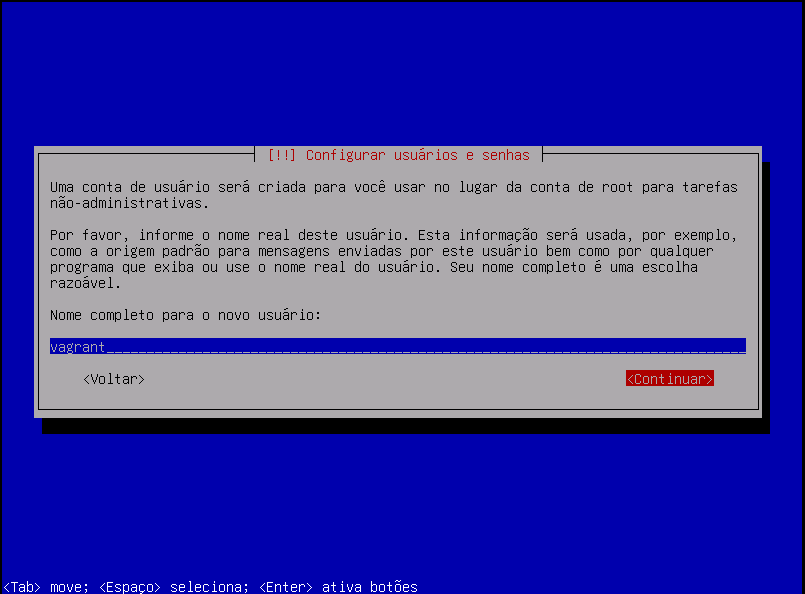 [!!] Configurar usuários e senhas
Uma conta de usuário será criada para você usar no lugar da conta de root para tarefas
não-administrativas.
Por favor, informe o nome real deste usuário. Esta informação será usada, por exemplo,
como a origem padrão para mensagens enviadas por este usuário bem como por qualquer
programa que exiba ou use o nome real do usuário. Seu nome completo é uma escolha
razoável.
Nome completo para o novo usuário:
vagrant________________________________________________________________________________
<Voltar> <Continuar>
<Tab> move; <Espaço> seleciona; <Enter> ativa botões